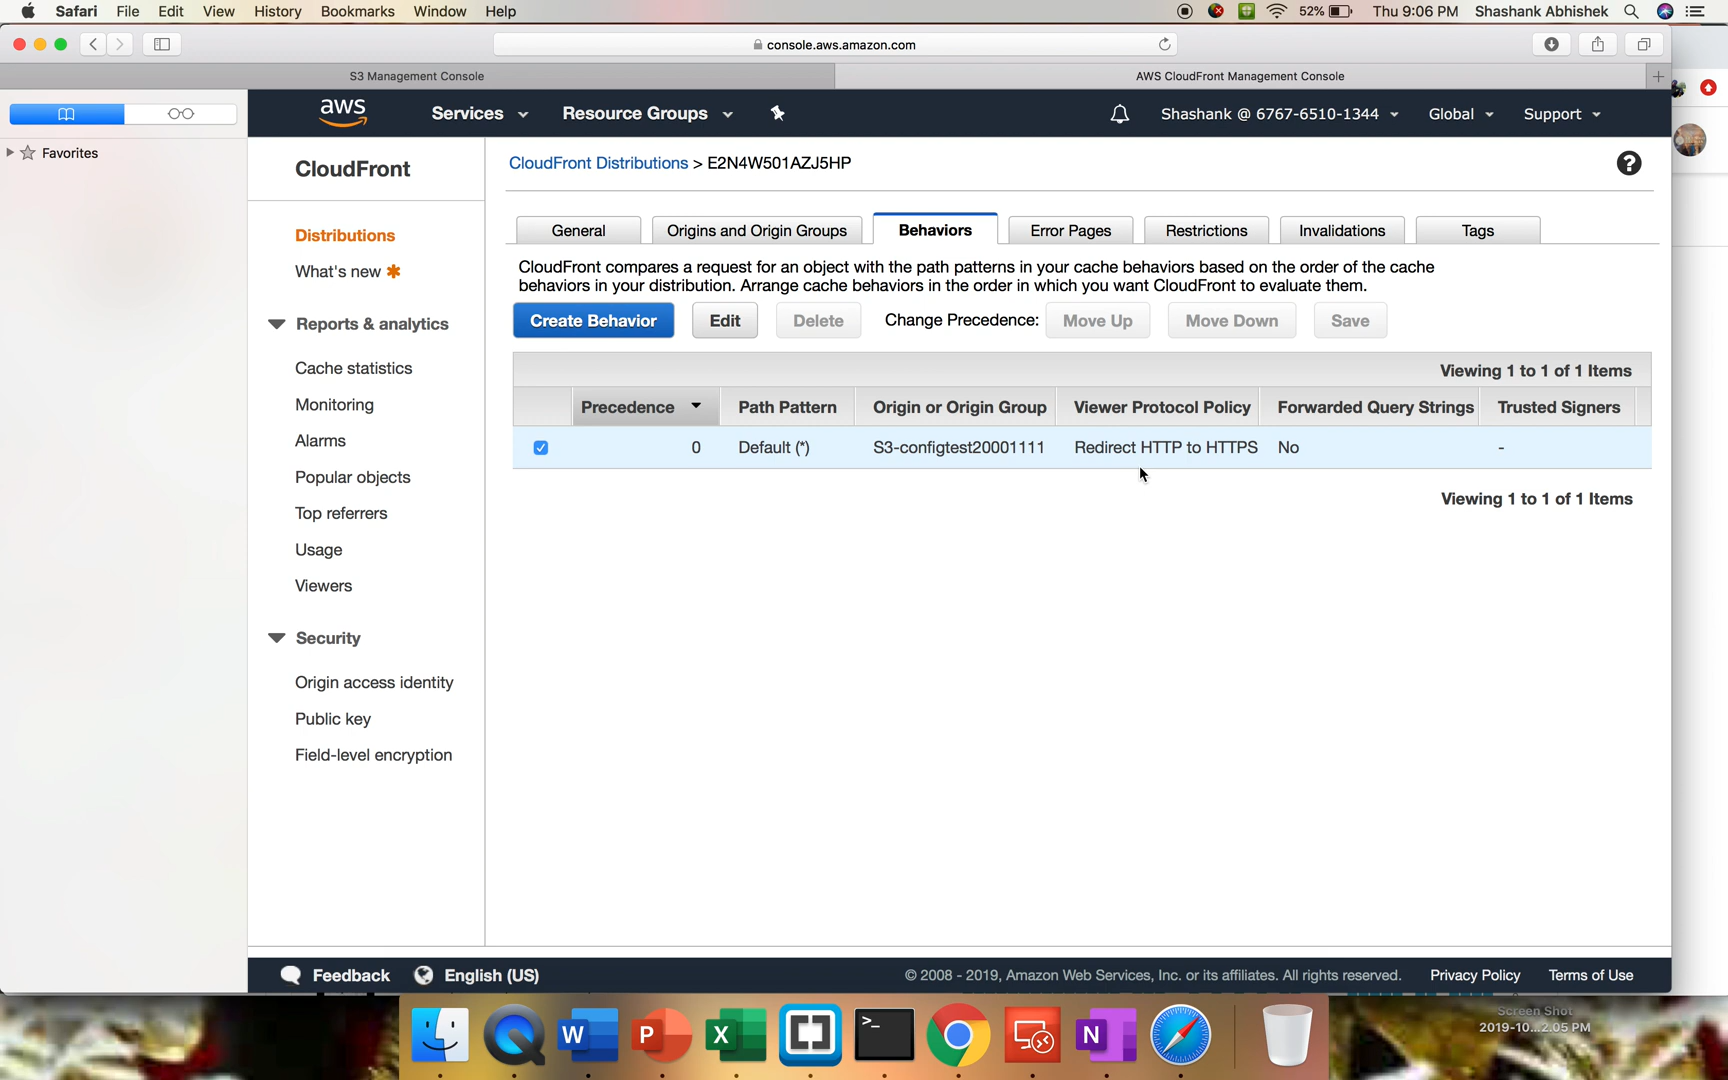 Safari File Edit View History Bookmarks Window Help
52% Thu 9:06 PM Shashank Abhishek
console.aws.amazon.com
S3 Management Console
AWS CloudFront Management Console
aws Services Resource Groups Shashank @ 6767-6510-1344 Global Support
Favorites
CloudFront
Distributions
What's new
Reports & analytics
Cache statistics
Monitoring
Alarms
Popular objects
Top referrers
Usage
Viewers
Security
Origin access identity
Public key
Field-level encryption
CloudFront Distributions > E2N4W501AZJ5HP
General Origins and Origin Groups Behaviors Error Pages Restrictions Invalidations Tags
CloudFront compares a request for an object with the path patterns in your cache behaviors based on the order of the cache
behaviors in your distribution. Arrange cache behaviors in the order in which you want CloudFront to evaluate them.
Create Behavior Edit Delete Change Precedence: Move Up Move Down Save
Viewing 1 to 1 of 1 Items
Precedence Path Pattern Origin or Origin Group Viewer Protocol Policy Forwarded Query Strings Trusted Signers
0 Default (*) S3-configtest20001111 Redirect HTTP to HTTPS No -
Viewing 1 to 1 of 1 Items
Feedback English (US) © 2008 - 2019, Amazon Web Services, Inc. or its affiliates. All rights reserved. Privacy Policy Terms of Use
W P X >_ N
Screen Shot
2019-10...2.05 PM